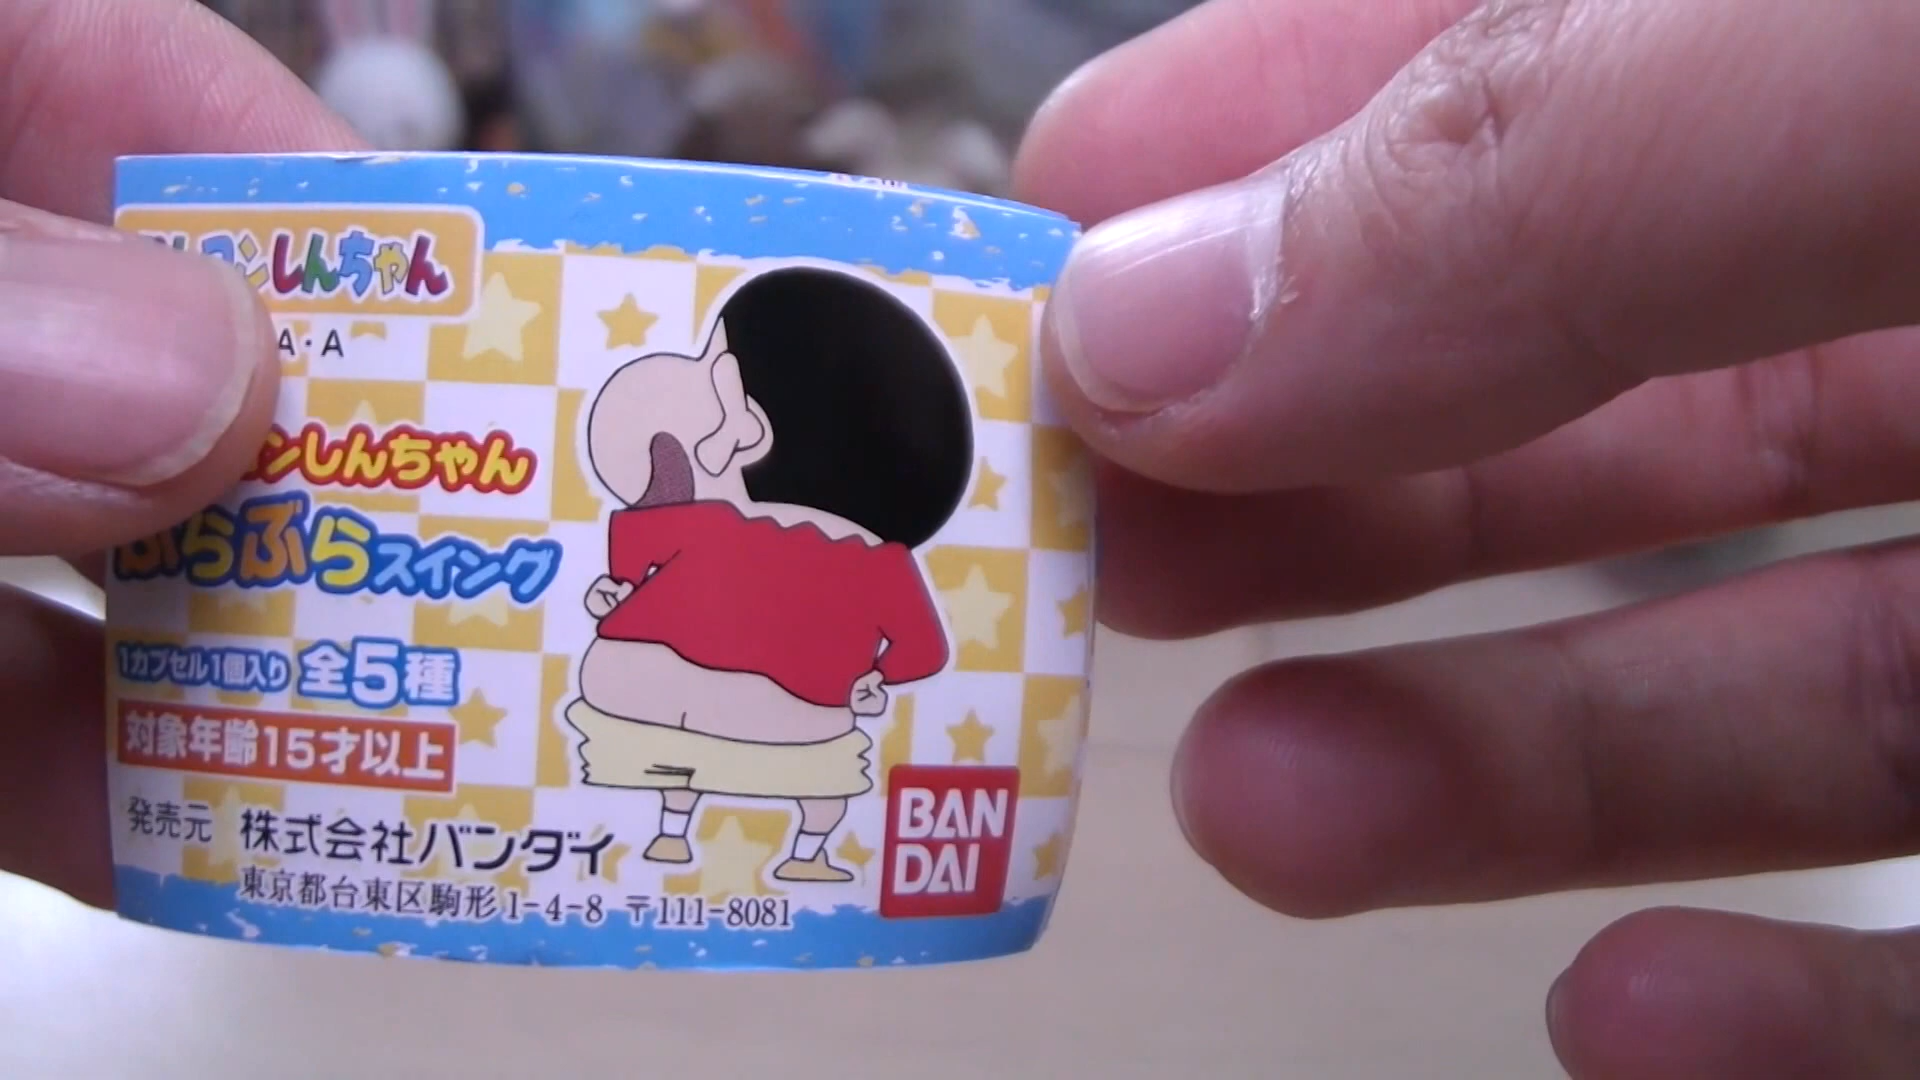 ンしんちゃん
A・A
ンしんちゃん
ぶらぶらスイング
1カプセル1個入り 全5種
対象年齢15才以上
発売元 株式会社バンダイ
東京都台東区駒形1-4-8 〒111-8081
BAN
DAI